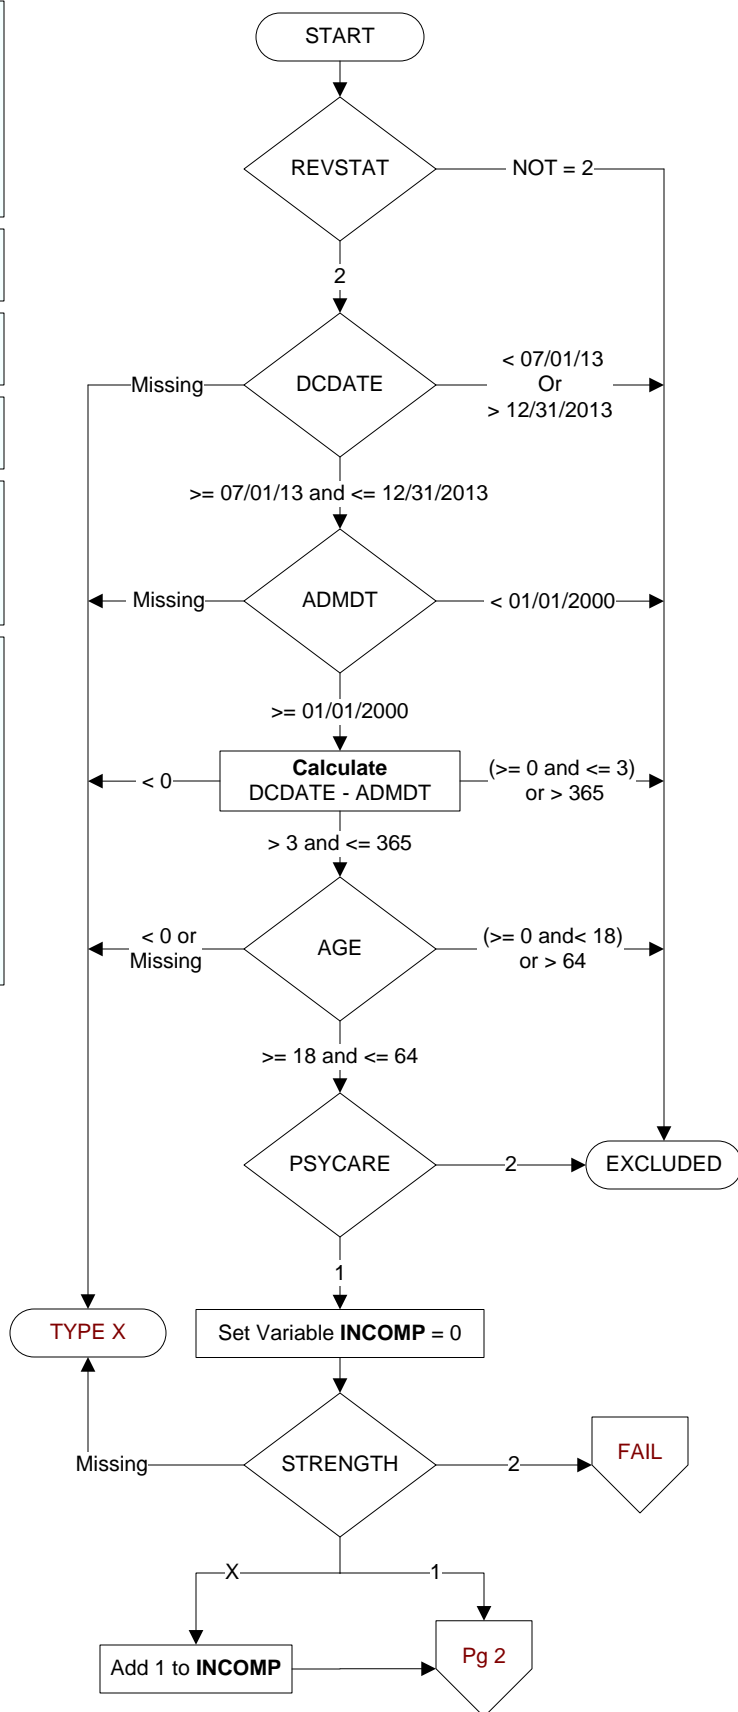 START
REVSTAT
NOT = 2
2
DCDATE
Missing
< 07/01/13
Or
> 12/31/2013
>= 07/01/13 and <= 12/31/2013
ADMDT
Missing
< 01/01/2000
>= 01/01/2000
Calculate
DCDATE - ADMDT
< 0
(>= 0 and <= 3)
or > 365
> 3 and <= 365
AGE
< 0 or
Missing
(>= 0 and< 18)
or > 64
>= 18 and <= 64
PSYCARE
2
EXCLUDED
1
TYPE X
Set Variable INCOMP = 0
STRENGTH
Missing
2
FAIL
X
1
Add 1 to INCOMP
Pg 2